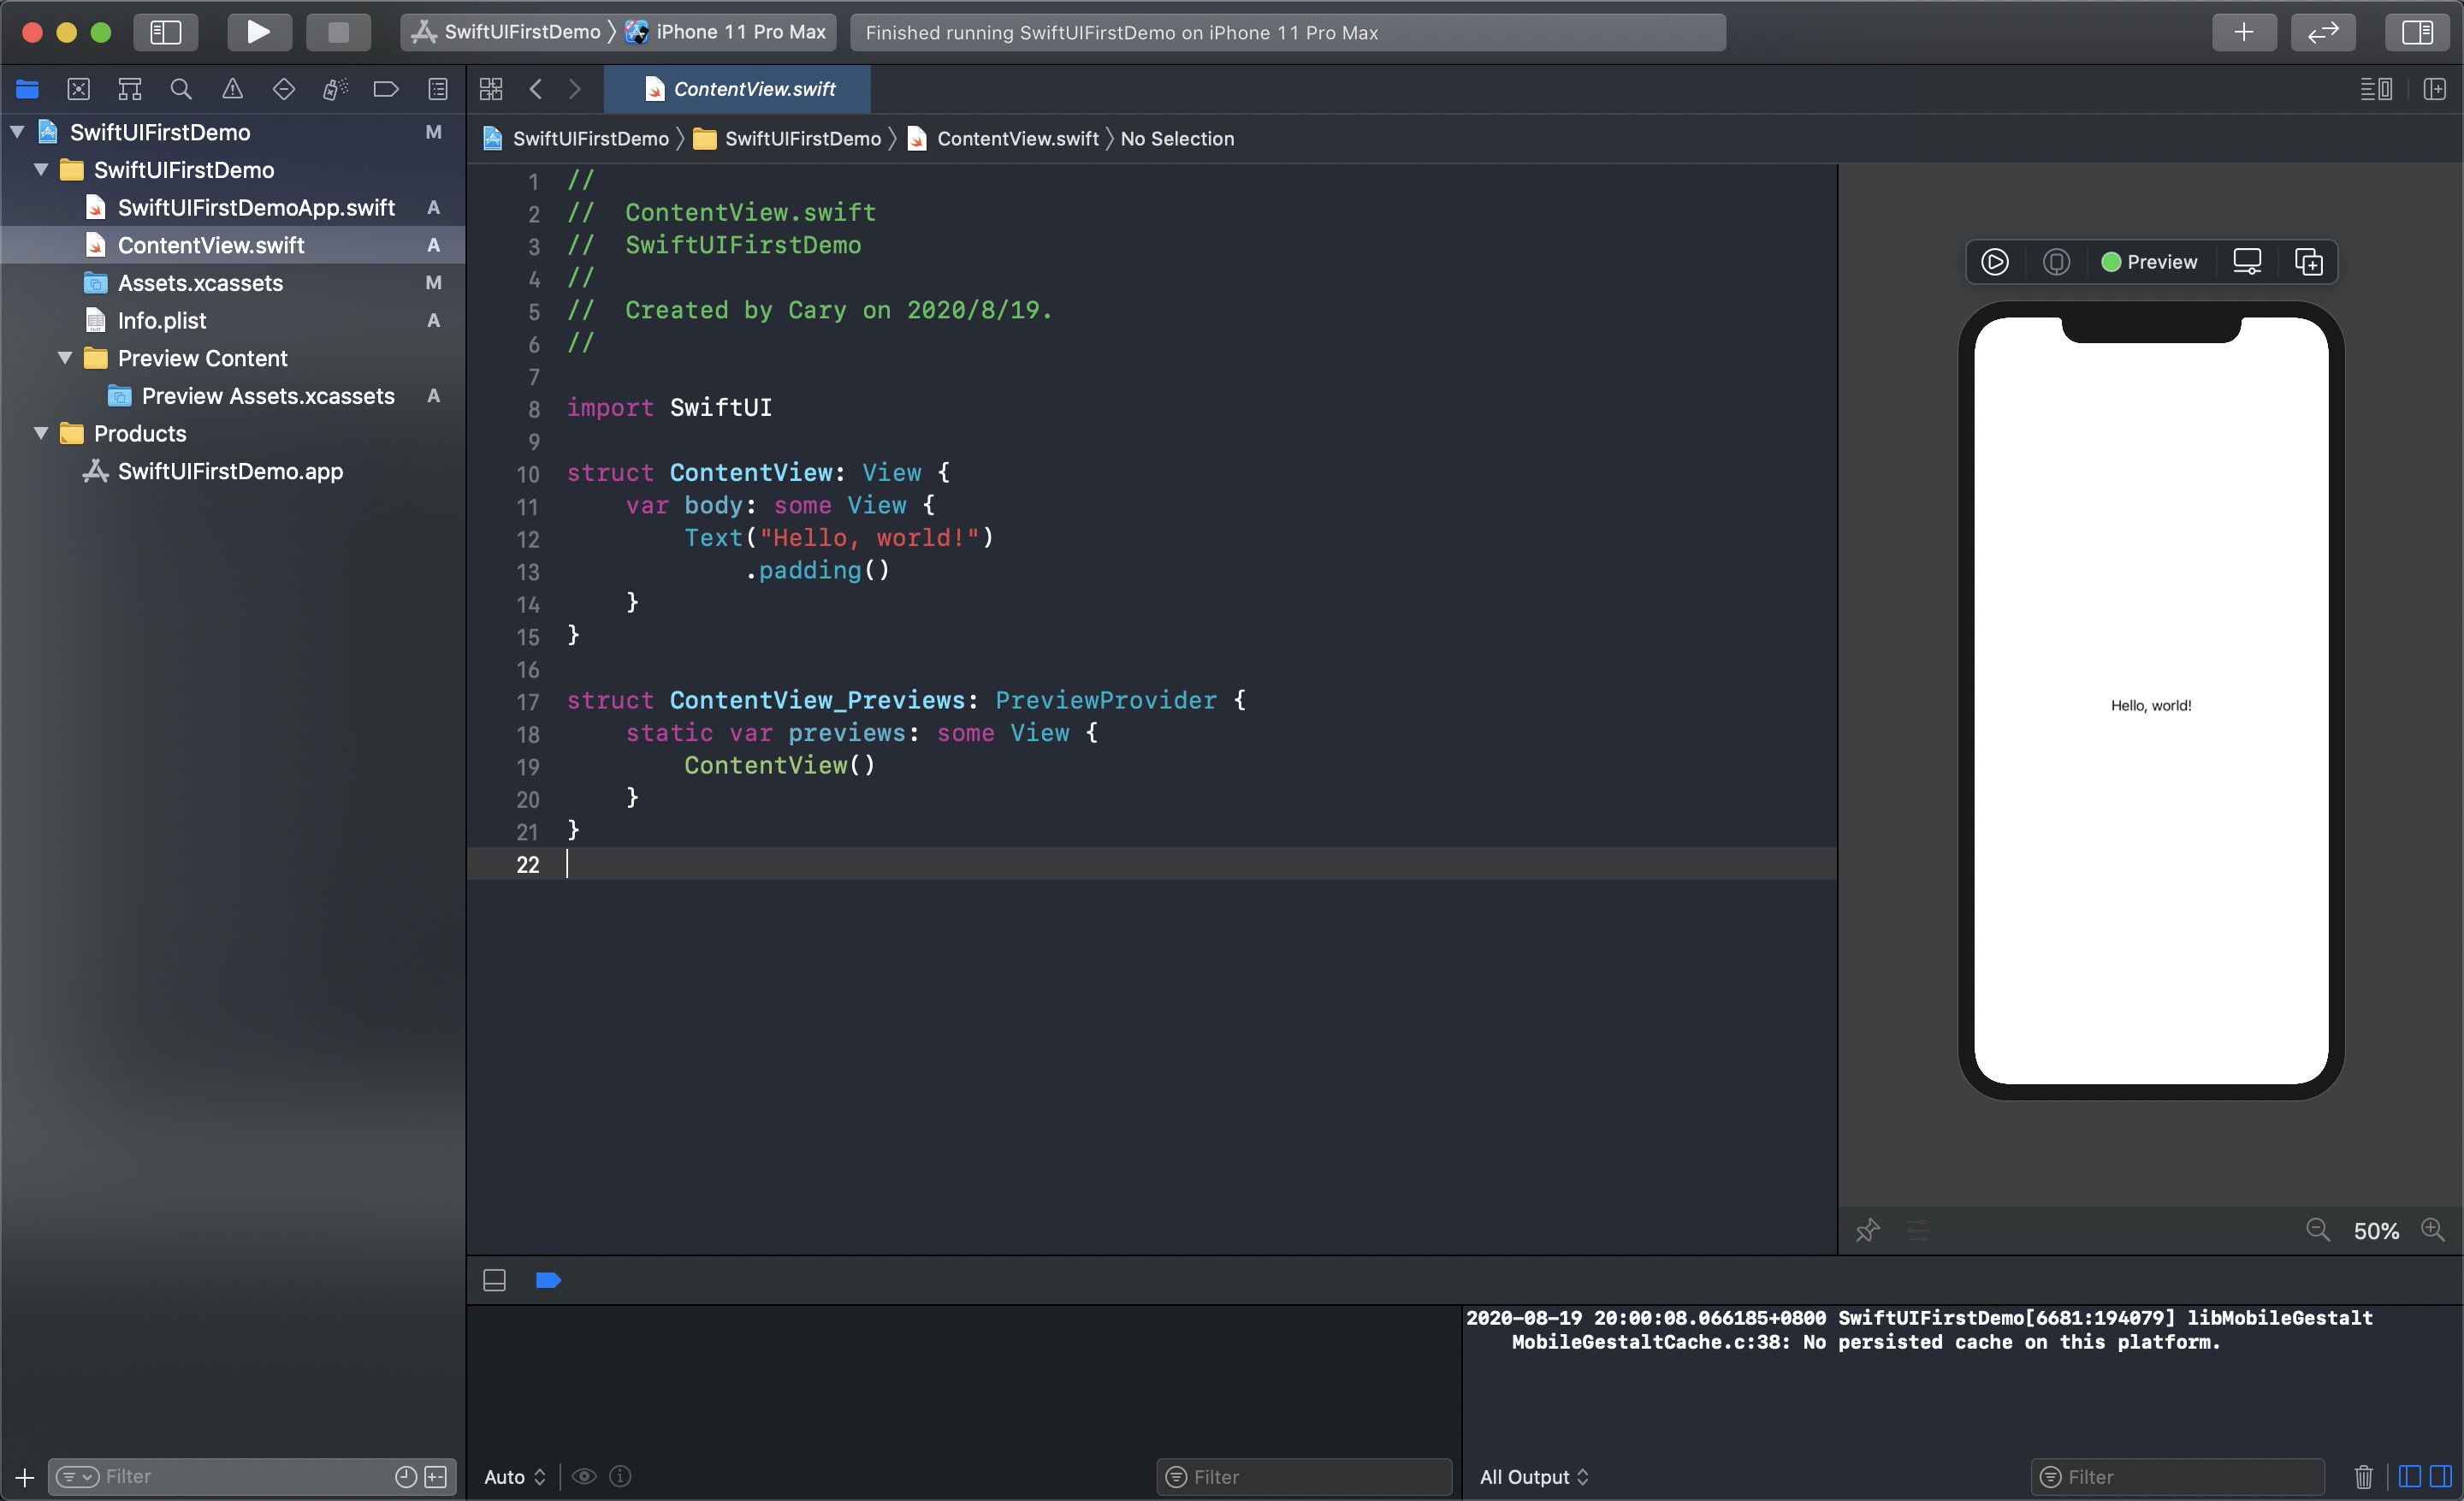 SwiftUIFirstDemo 〉 iPhone 11 Pro Max
Finished running SwiftUIFirstDemo on iPhone 11 Pro Max
SwiftUIFirstDemo M
SwiftUIFirstDemo
SwiftUIFirstDemoApp.swift A
ContentView.swift A
Assets.xcassets M
Info.plist A
Preview Content
Preview Assets.xcassets A
Products
SwiftUIFirstDemo.app
Filter
ContentView.swift
SwiftUIFirstDemo 〉 SwiftUIFirstDemo 〉 ContentView.swift 〉 No Selection
1 //
2 //  ContentView.swift
3 //  SwiftUIFirstDemo
4 //
5 //  Created by Cary on 2020/8/19.
6 //
7
8 import SwiftUI
9
10 struct ContentView: View {
11     var body: some View {
12         Text("Hello, world!")
13             .padding()
14     }
15 }
16
17 struct ContentView_Previews: PreviewProvider {
18     static var previews: some View {
19         ContentView()
20     }
21 }
22
Preview
Hello, world!
50%
Auto
Filter
2020-08-19 20:00:08.066185+0800 SwiftUIFirstDemo[6681:194079] libMobileGestalt
MobileGestaltCache.c:38: No persisted cache on this platform.
All Output
Filter